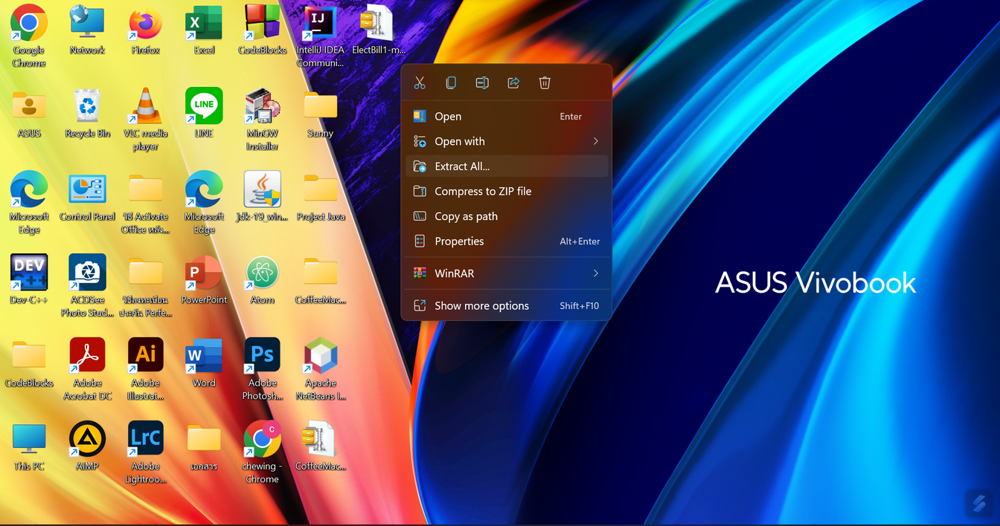 Google
Chrome
Network
Firefox
Excel
CodeBlocks
IntelliJ IDEA
Communi...
ElectBill1-m...
ASUS
Recycle Bin
VLC media
player
LINE
MinGW
Installer
Sunny
Microsoft
Edge
Control Panel
วิธี Activate
Office หลัง...
Microsoft
Edge
jdk-19_win...
Project Java
Dev-C++
ACDSee
Photo Stud...
วิธีลงทะเบียน
ประกัน Perfe...
PowerPoint
Atom
CoffeeMac...
CodeBlocks
Adobe
Acrobat DC
Adobe
Illustrat...
Word
Adobe
Photosh...
Apache
NetBeans I...
This PC
AIMP
Adobe
Lightroo...
เอกสาร
chewing -
Chrome
CoffeeMac...
X
IJ
LINE
DEV
C++
P
Ai
W
Ps
LrC
C
Open Enter
Open with
Extract All...
Compress to ZIP file
Copy as path
Properties Alt+Enter
WinRAR
Show more options Shift+F10
ASUS Vivobook